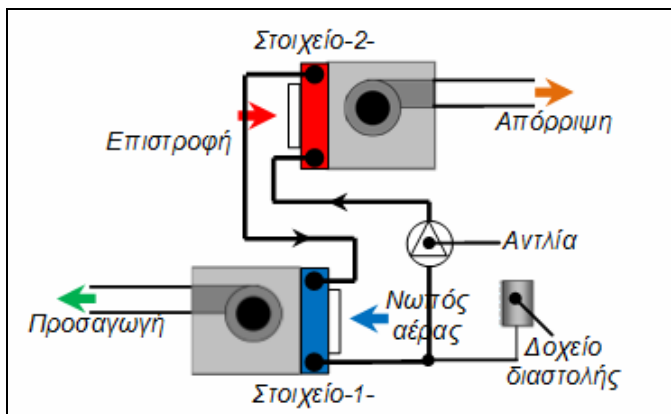 Στοιχείο-2-
Επιστροφή
Απόρριψη
Αντλία
Προσαγωγή
Νωπός
αέρας
Δοχείο
διαστολής
Στοιχείο-1-